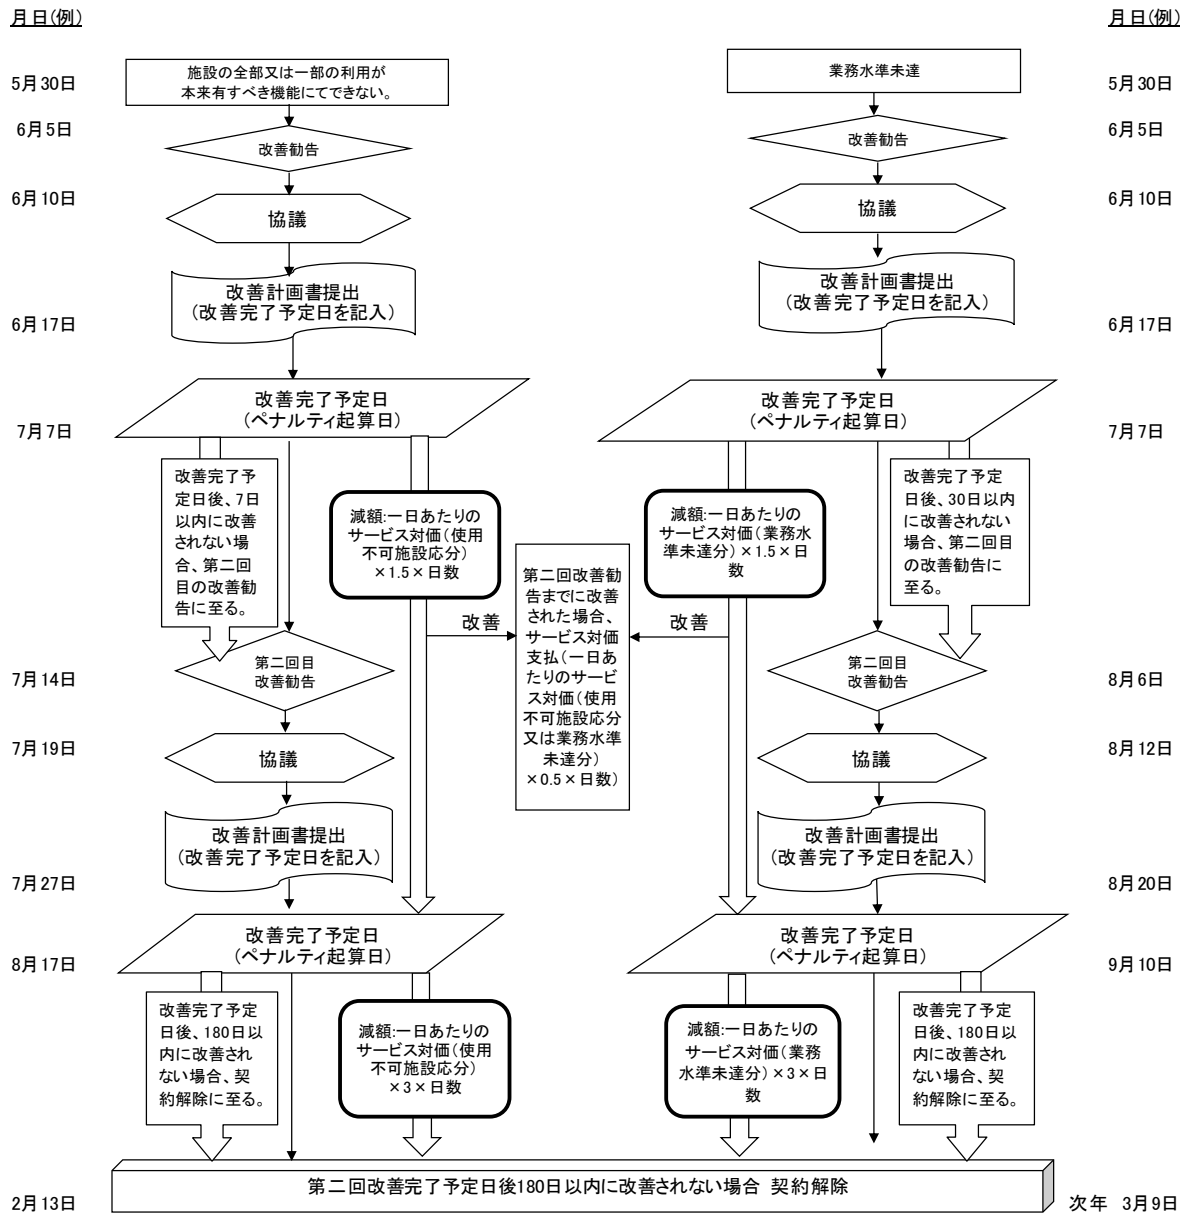 月日(例)
月日(例)
5月30日
施設の全部又は一部の利用が
本来有すべき機能にてできない。
業務水準未達
5月30日
6月5日
改善勧告
改善勧告
6月5日
6月10日
協議
協議
6月10日
改善計画書提出
(改善完了予定日を記入)
改善計画書提出
(改善完了予定日を記入)
6月17日
6月17日
改善完了予定日
(ペナルティ起算日)
改善完了予定日
(ペナルティ起算日)
7月7日
7月7日
改善完了予
定日後、7日
以内に改善
されない場
合、第二回
目の改善勧
告に至る。
減額:一日あたりの
サービス対価(使用
不可施設応分)
×1.5×日数
減額:一日あたりの
サービス対価(業務水
準未達分)×1.5×日
数
改善完了予定
日後、30日以内
に改善されない
場合、第二回目
の改善勧告に
至る。
改善
第二回改善勧
告までに改善
された場合、
サービス対価
支払(一日あ
たりのサービ
ス対価(使用
不可施設応分
又は業務水準
未達分)
×0.5×日数)
改善
7月14日
第二回目
改善勧告
第二回目
改善勧告
8月6日
7月19日
協議
協議
8月12日
改善計画書提出
(改善完了予定日を記入)
改善計画書提出
(改善完了予定日を記入)
7月27日
8月20日
改善完了予定日
(ペナルティ起算日)
改善完了予定日
(ペナルティ起算日)
8月17日
9月10日
改善完了予定
日後、180日以
内に改善され
ない場合、契
約解除に至る。
減額:一日あたりの
サービス対価(使用
不可施設応分)
×3×日数
減額:一日あたりの
サービス対価(業務
水準未達分)×3×日
数
改善完了予定
日後、180日以
内に改善され
ない場合、契
約解除に至る。
第二回改善完了予定日後180日以内に改善されない場合 契約解除
2月13日
次年 3月9日